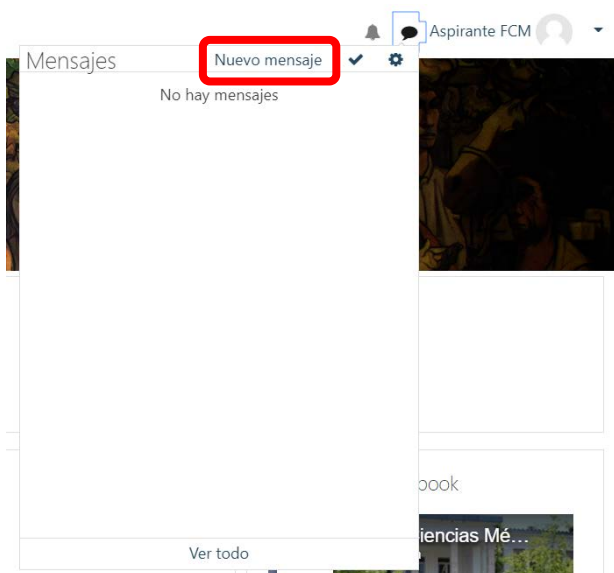 Aspirante FCM
Mensajes
Nuevo mensaje
No hay mensajes
book
iencias Mé...
Ver todo